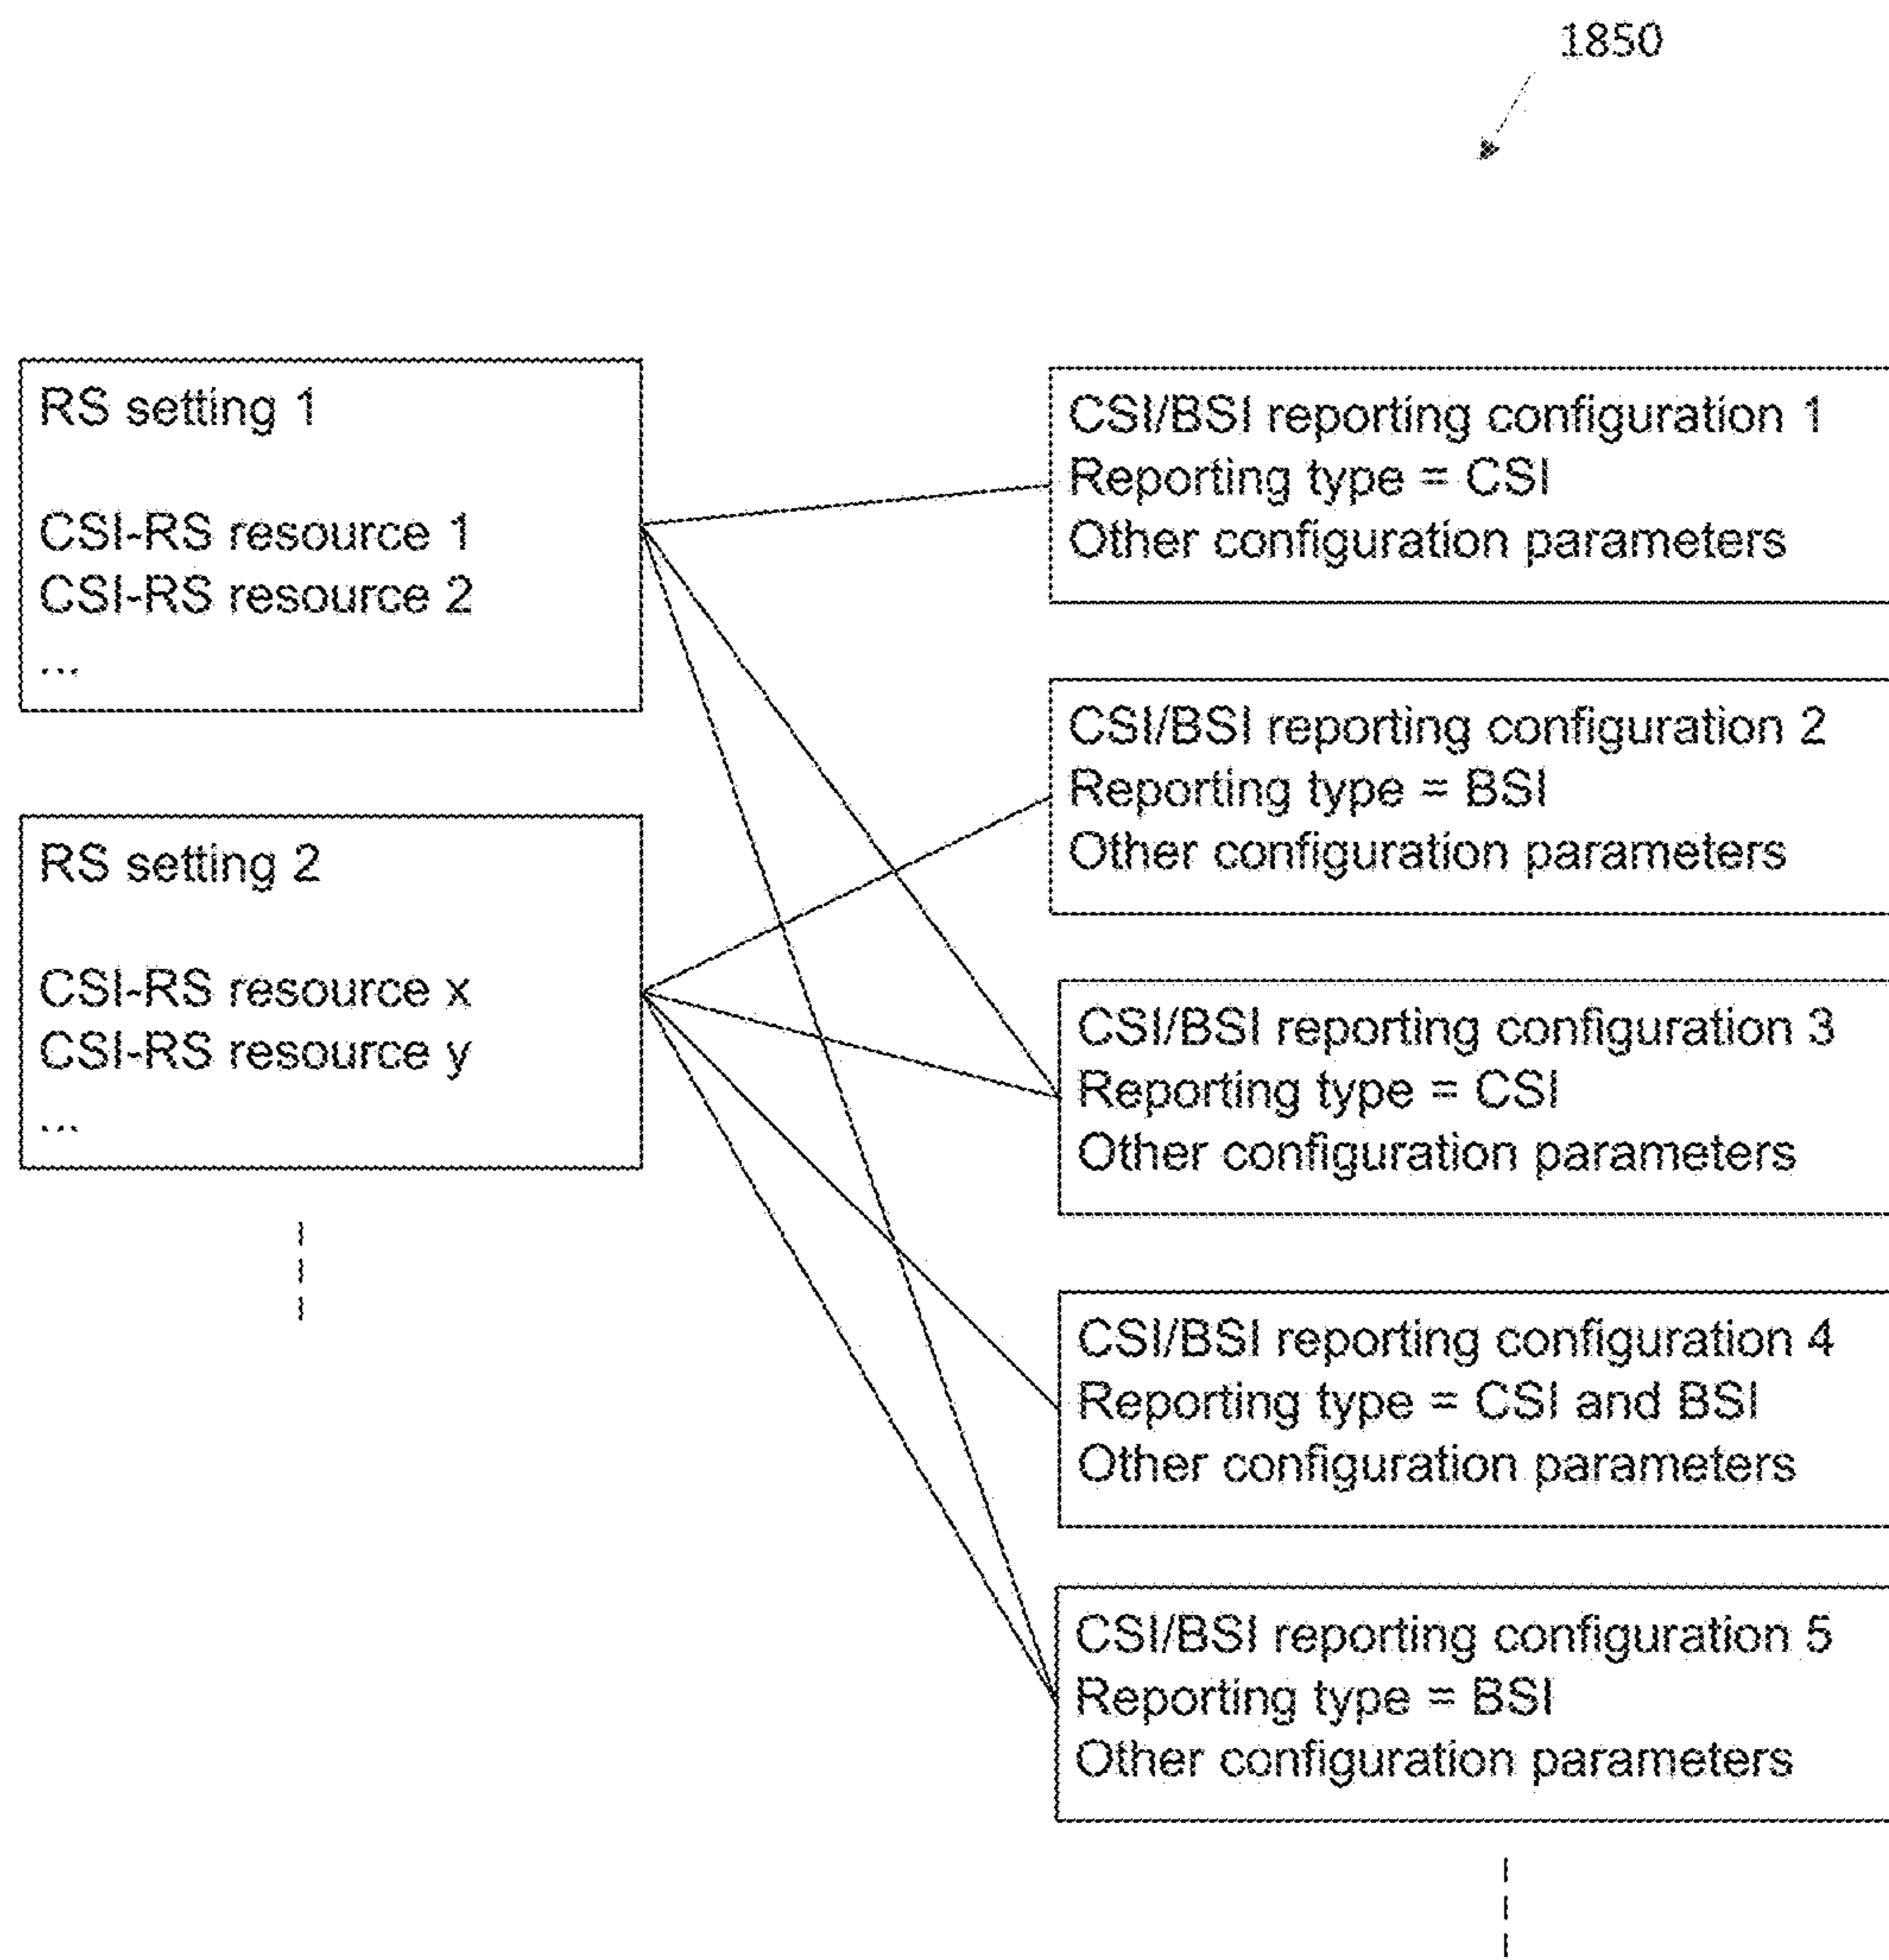 1850
RS setting 1
CSI-RS resource 1
CSI-RS resource 2
...
RS setting 2
CSI-RS resource x
CSI-RS resource y
...
CSI/BSI reporting configuration 1
Reporting type = CSI
Other configuration parameters
CSI/BSI reporting configuration 2
Reporting type = BSI
Other configuration parameters
CSI/BSI reporting configuration 3
Reporting type = CSI
Other configuration parameters
CSI/BSI reporting configuration 4
Reporting type = CSI and BSI
Other configuration parameters
CSI/BSI reporting configuration 5
Reporting type = BSI
Other configuration parameters